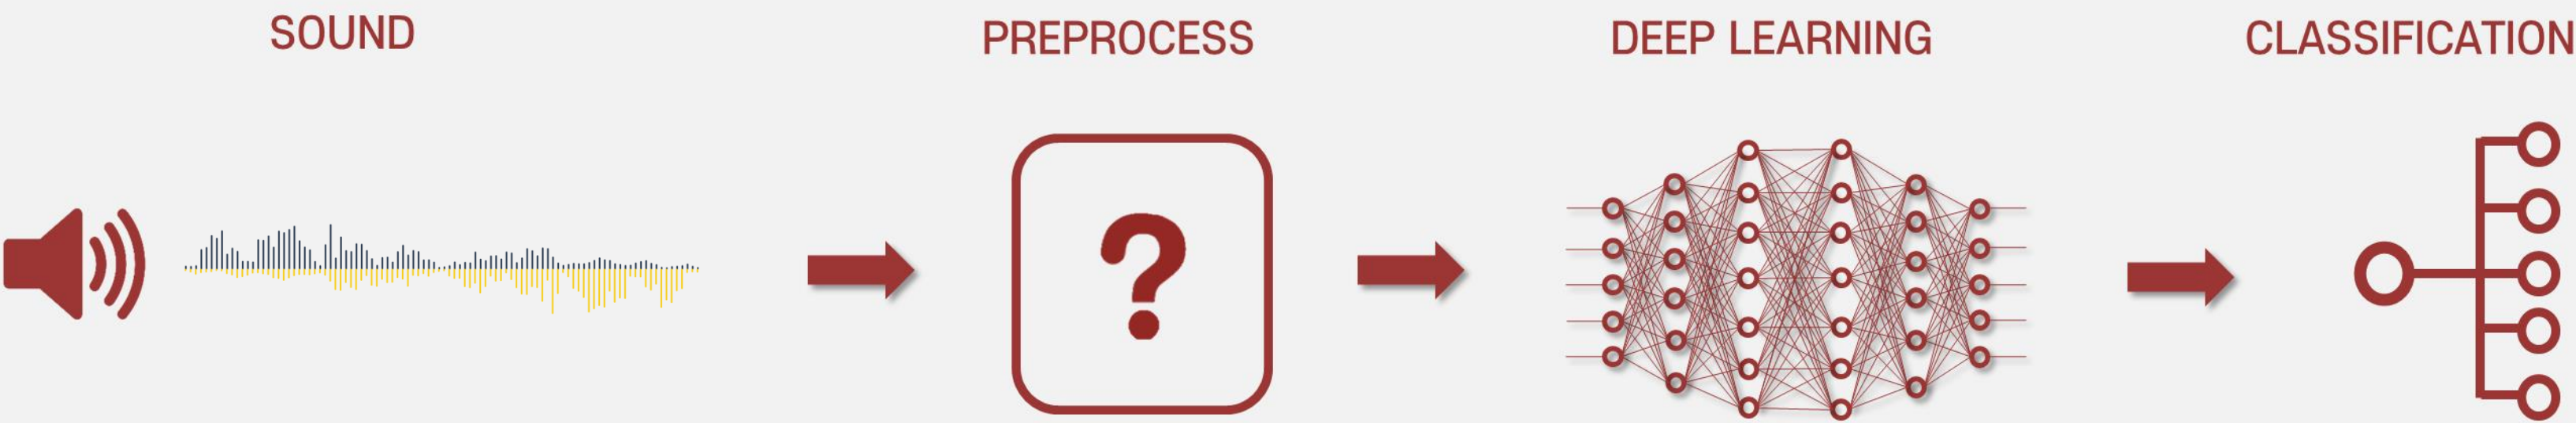 SOUND
PREPROCESS
DEEP LEARNING
CLASSIFICATION
?